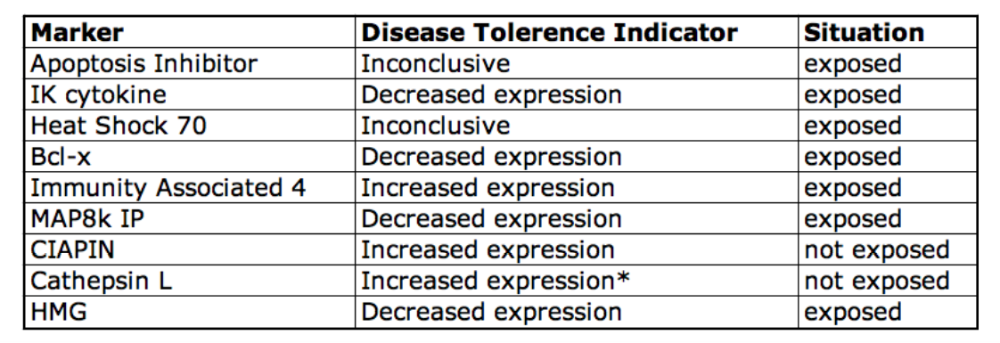 Marker Disease Tolerence Indicator Situation
Apoptosis Inhibitor Inconclusive exposed
IK cytokine Decreased expression exposed
Heat Shock 70 Inconclusive exposed
Bcl-x Decreased expression exposed
Immunity Associated 4 Increased expression exposed
MAP8k IP Decreased expression exposed
CIAPIN Increased expression not exposed
Cathepsin L Increased expression* not exposed
HMG Decreased expression exposed